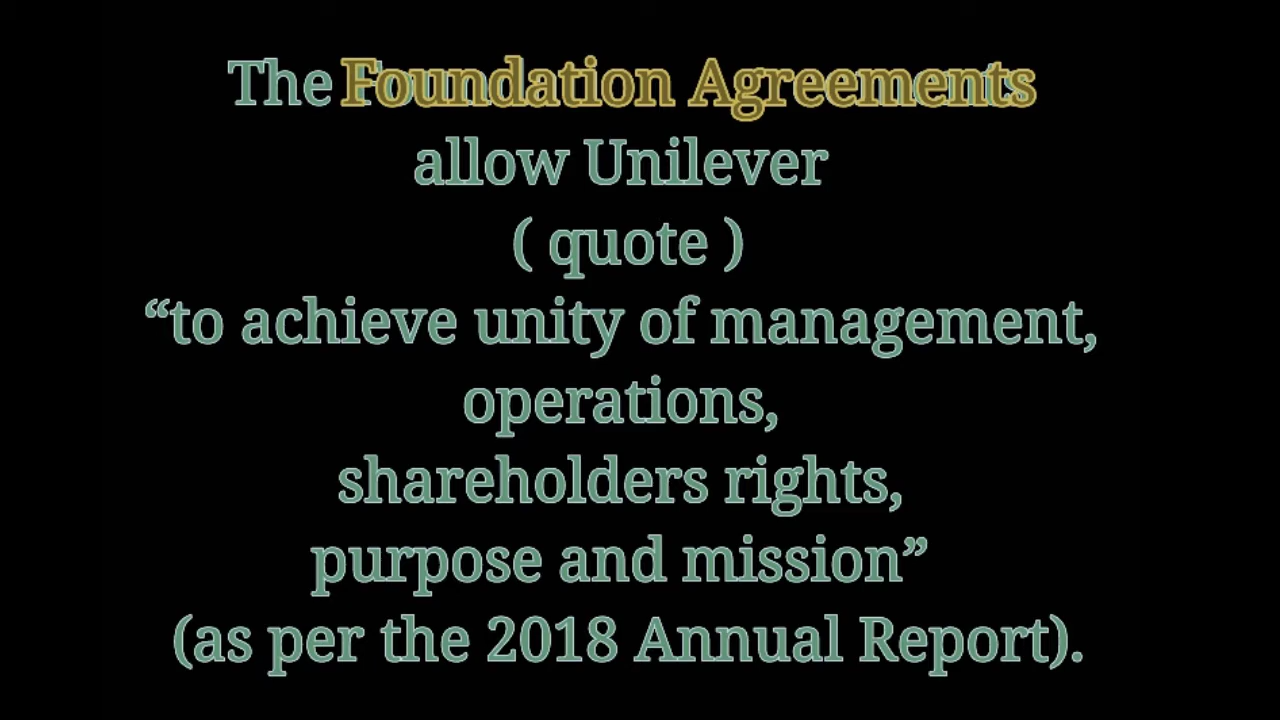 The Foundation Agreements
allow Unilever
( quote )
“to achieve unity of management,
operations,
shareholders rights,
purpose and mission”
(as per the 2018 Annual Report).